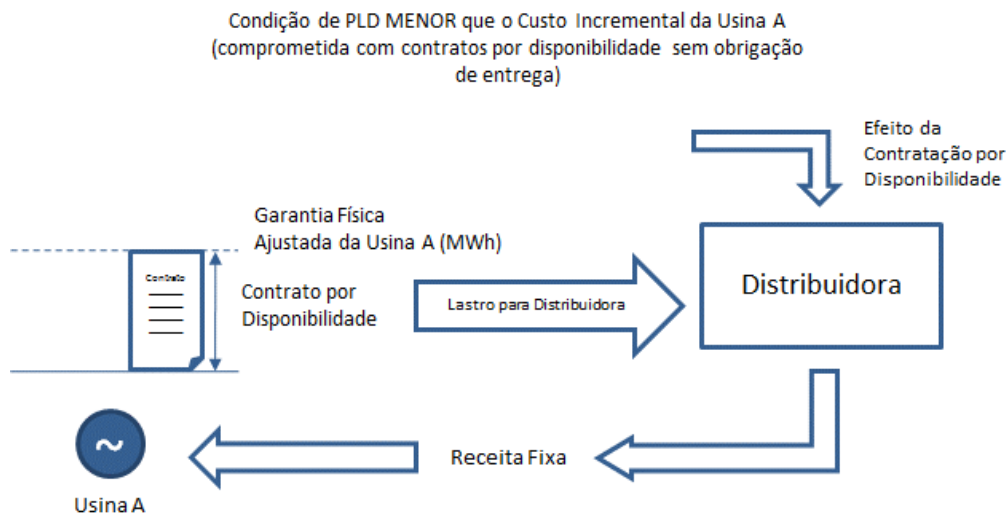 Condição de PLD MENOR que o Custo Incremental da Usina A
(comprometida com contratos por disponibilidade sem obrigação
de entrega)
Efeito da
Contratação por
Disponibilidade
Garantia Física
Ajustada da Usina A (MWh)
Contrato
Contrato por
Disponibilidade
Lastro para Distribuidora
Distribuidora
~
Receita Fixa
Usina A